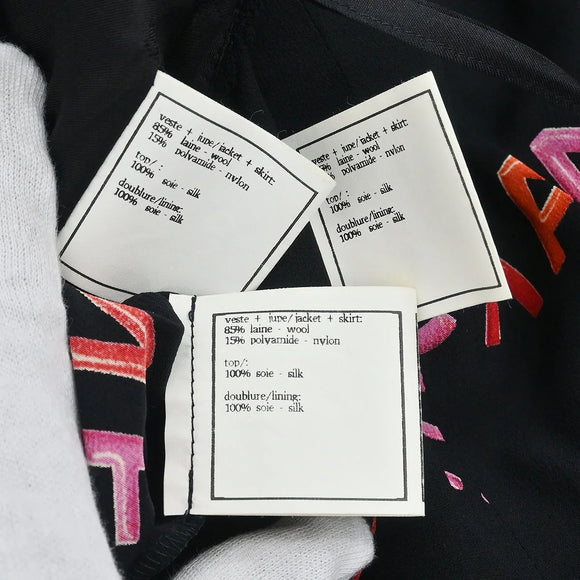 veste + jupe/jacket + skirt:
85% laine - wool
15% polyamide - nylon
top/:
100% soie - silk
doublure/lining:
100% soie - silk
veste + jupe/jacket + skirt:
85% laine - wool
15% polyamide - nylon
top/:
100% soie - silk
doublure/lining:
100% soie - silk
veste + jupe/jacket + skirt:
85% laine - wool
15% polyamide - nylon
top/:
100% soie - silk
doublure/lining:
100% soie - silk